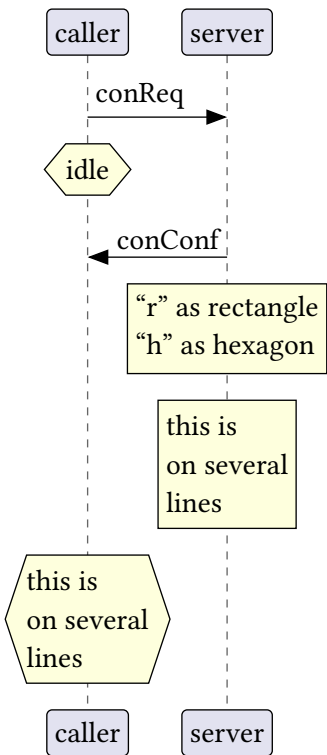 caller server
conReq
idle
conConf
“r” as rectangle
“h” as hexagon
this is
on several
lines
this is
on several
lines
caller server